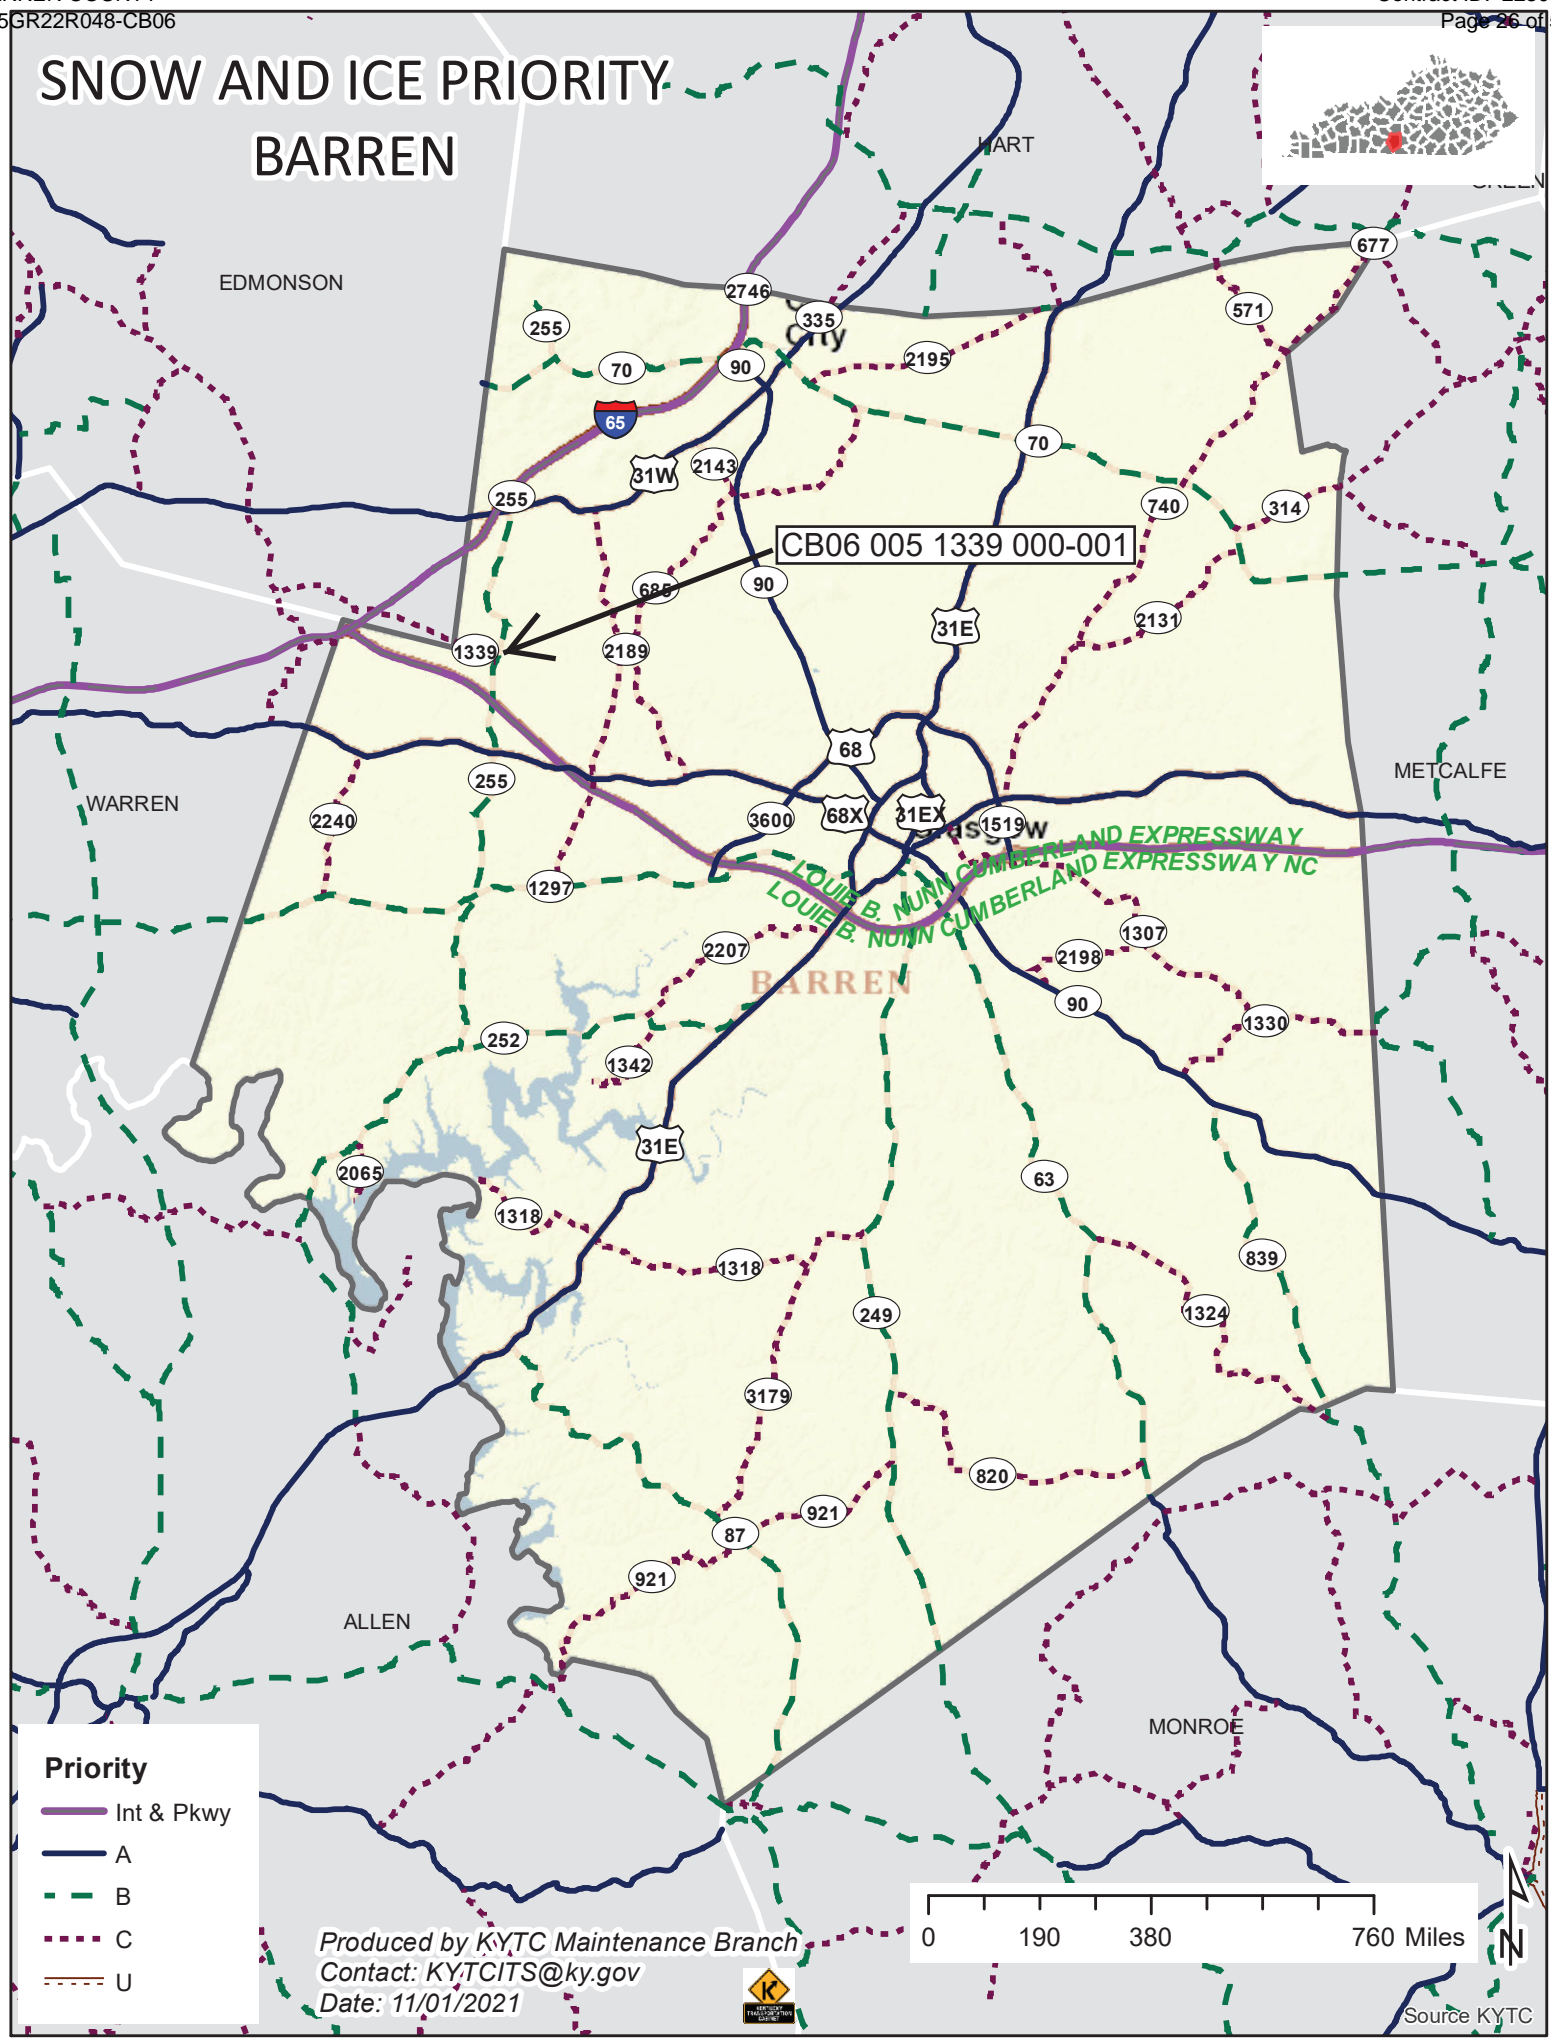 5GR22R048-CB06
Page 26 of
SNOW AND ICE PRIORITY
BARREN
HART
EDMONSON
677
2746
335
City
571
255
70
90
2195
65
31W
2143
70
255
740
314
CB06 005 1339 000-001
685
90
2131
31E
1339
2189
68
METCALFE
255
WARREN
2240
3600
68X
31EX
1519
LOUIE B. NUNN CUMBERLAND EXPRESSWAY
LOUIE B. NUNN CUMBERLAND EXPRESSWAY NC
1297
1307
2207
2198
BARREN
90
1330
252
1342
31E
2065
63
1318
1318
839
249
1324
3179
820
921
87
921
ALLEN
MONROE
Priority
Int & Pkwy
A
B
C
U
Produced by KYTC Maintenance Branch
Contact: KYTCITS@ky.gov
Date: 11/01/2021
KENTUCKY
TRANSPORTATION
CABINET
0 190 380 760 Miles
N
Source KYTC